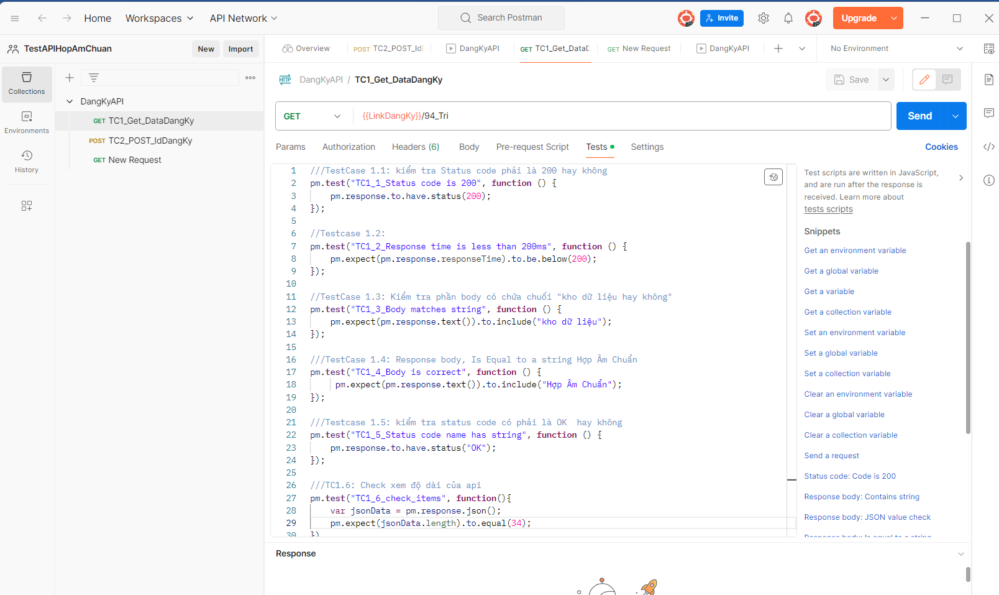 Home
Workspaces
API Network
Search Postman
Invite
Upgrade
TestAPIHopAmChuan
New
Import
Overview
POST TC2_POST_Id
DangKyAPI
GET TC1_Get_DataD
GET New Request
DangKyAPI
No Environment
Collections
Environments
History
DangKyAPI
GET TC1_Get_DataDangKy
POST TC2_POST_IdDangKy
GET New Request
HTTP DangKyAPI / TC1_Get_DataDangKy
Save
GET {{LinkDangKy}}/94_Tri
Send
Params Authorization Headers (6) Body Pre-request Script Tests Settings
Cookies
1 ///TestCase 1.1: kiểm tra Status code phải là 200 hay không
2 pm.test("TC1_1_Status code is 200", function () {
3 pm.response.to.have.status(200);
4 });
5
6 //Testcase 1.2:
7 pm.test("TC1_2_Response time is less than 200ms", function () {
8 pm.expect(pm.response.responseTime).to.be.below(200);
9 });
10
11 //TestCase 1.3: Kiểm tra phần body có chứa chuối "kho dữ liệu hay không"
12 pm.test("TC1_3_Body matches string", function () {
13 pm.expect(pm.response.text()).to.include("kho dữ liệu");
14 });
15
16 ///TestCase 1.4: Response body, Is Equal to a string Hợp Âm Chuẩn
17 pm.test("TC1_4_Body is correct", function () {
18 pm.expect(pm.response.text()).to.include("Hợp Âm Chuẩn");
19 });
20
21 ///Testcase 1.5: kiểm tra status code có phải là OK  hay không
22 pm.test("TC1_5_Status code name has string", function () {
23 pm.response.to.have.status("OK");
24 });
25
26 ///TC1.6: Check xem độ dài của api
27 pm.test("TC1_6_check_items", function(){
28 var jsonData = pm.response.json();
29 pm.expect(jsonData.length).to.equal(34);
30 })
Test scripts are written in JavaScript,
and are run after the response is
received. Learn more about
tests scripts
Snippets
Get an environment variable
Get a global variable
Get a variable
Get a collection variable
Set an environment variable
Set a global variable
Set a collection variable
Clear an environment variable
Clear a global variable
Clear a collection variable
Send a request
Status code: Code is 200
Response body: Contains string
Response body: JSON value check
Response body: Is equal to a string
Response